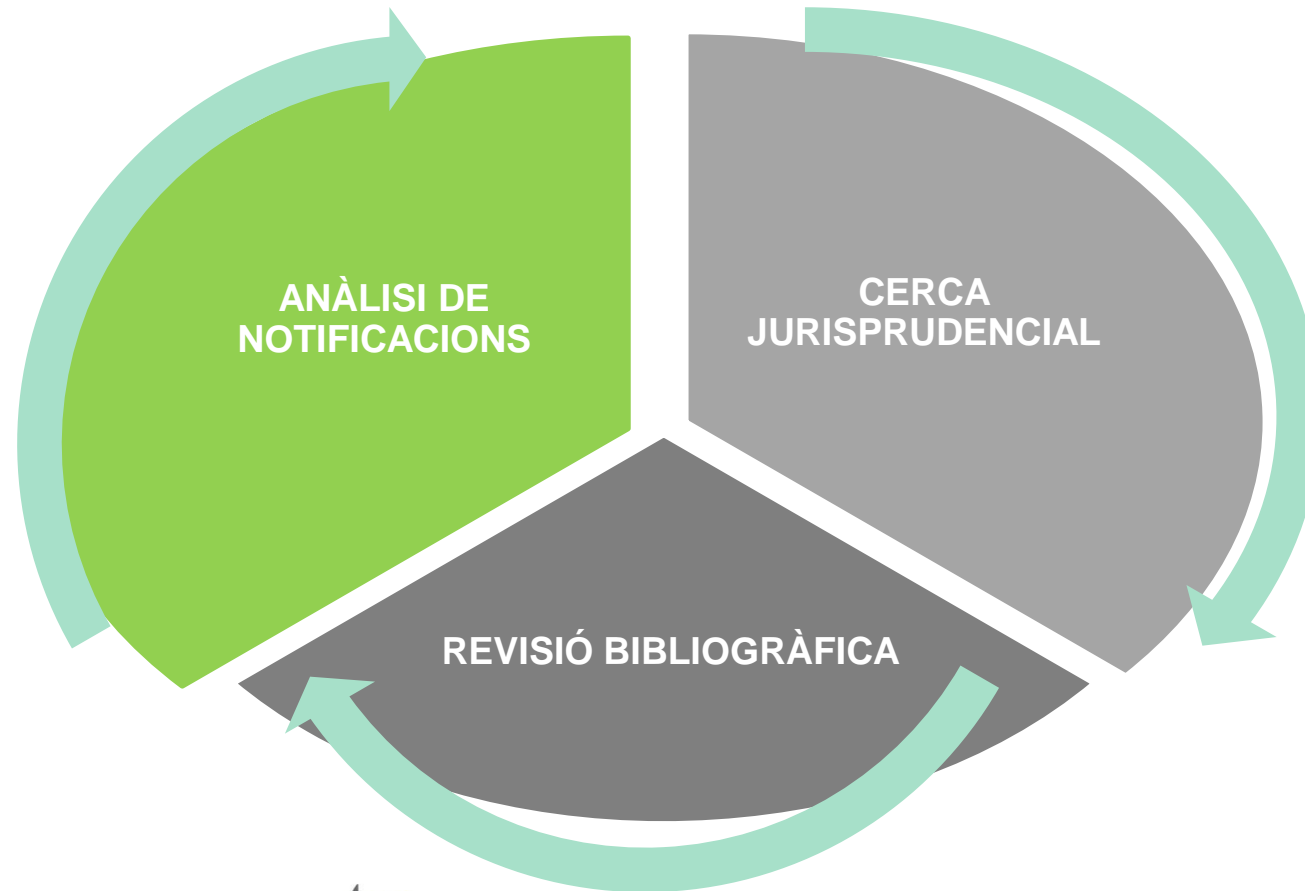 ANÀLISI DE
NOTIFICACIONS
CERCA
JURISPRUDENCIAL
REVISIÓ BIBLIOGRÀFICA